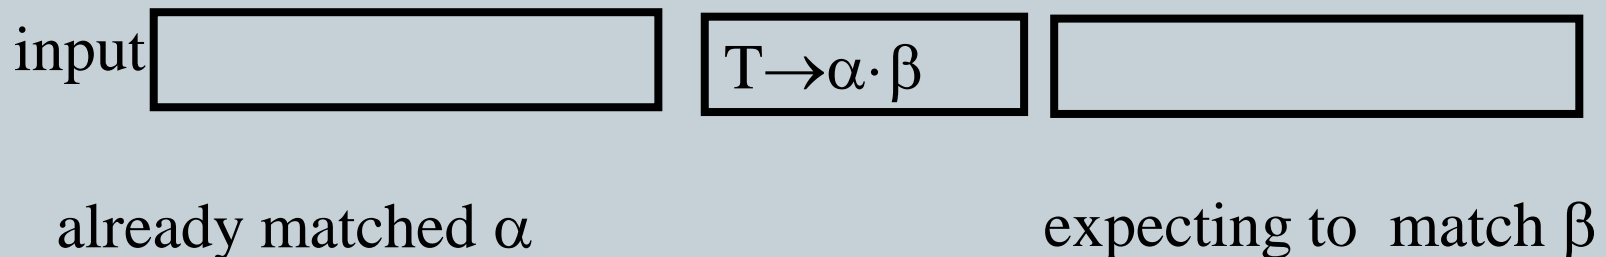 input
T→α·β
already matched α
expecting to match β